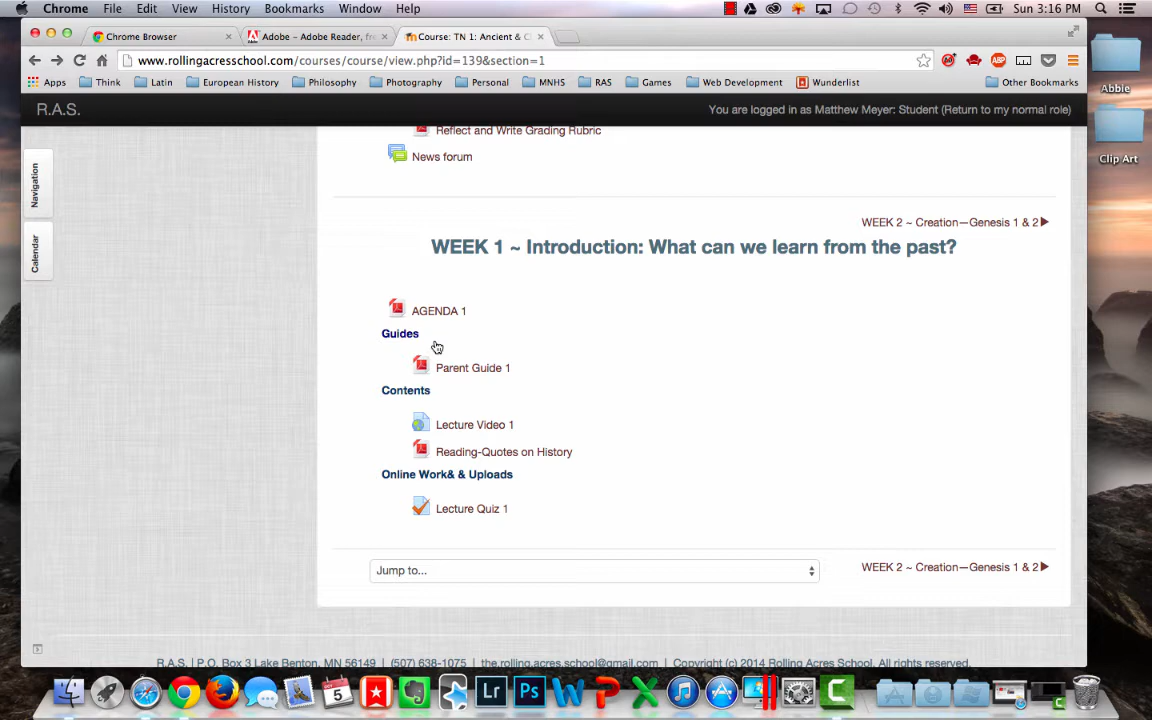 Chrome File Edit View History Bookmarks Window Help Sun 3:16 PM
Chrome Browser Adobe - Adobe Reader, fre Course: TN 1: Ancient & C
www.rollingacresschool.com/courses/course/view.php?id=139&section=1
Apps Think Latin European History Philosophy Photography Personal MNHS RAS Games Web Development Wunderlist Other Bookmarks
R.A.S. You are logged in as Matthew Meyer: Student (Return to my normal role)
Abbie
Clip Art
Navigation
Calendar
Reflect and Write Grading Rubric
News forum
WEEK 2 ~ Creation—Genesis 1 & 2
WEEK 1 ~ Introduction: What can we learn from the past?
AGENDA 1
Guides
Parent Guide 1
Contents
Lecture Video 1
Reading-Quotes on History
Online Work& & Uploads
Lecture Quiz 1
Jump to...
WEEK 2 ~ Creation—Genesis 1 & 2
R.A.S. | P.O. Box 3 Lake Benton, MN 56149 | (507) 638-1075 | the.rolling.acres.school@gmail.com | Copyright (c) 2014 Rolling Acres School. All rights reserved.
5
Lr
Ps